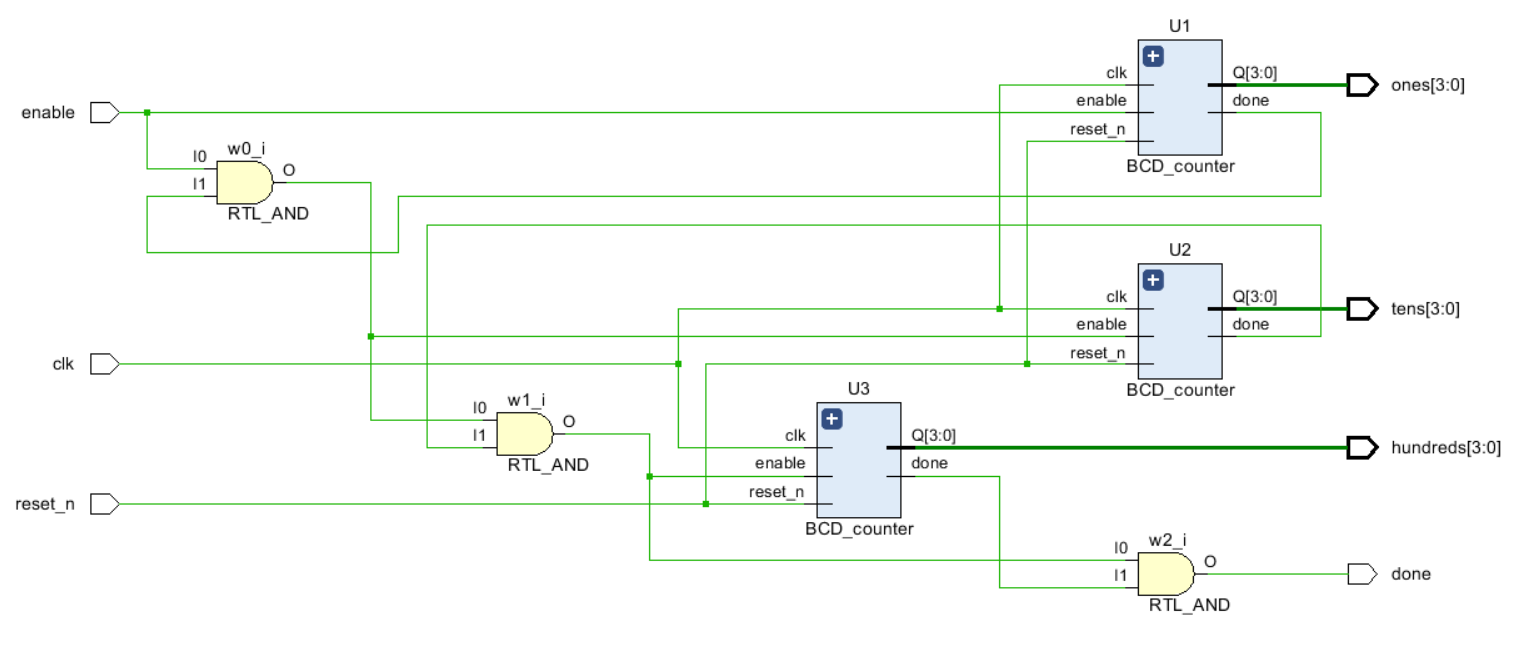 U1
clk
enable
reset_n
Q[3:0]
done
BCD_counter
ones[3:0]
enable
w0_i
I0
I1
O
RTL_AND
U2
clk
enable
reset_n
Q[3:0]
done
BCD_counter
tens[3:0]
clk
w1_i
I0
I1
O
RTL_AND
U3
clk
enable
reset_n
Q[3:0]
done
BCD_counter
hundreds[3:0]
reset_n
w2_i
I0
I1
O
RTL_AND
done